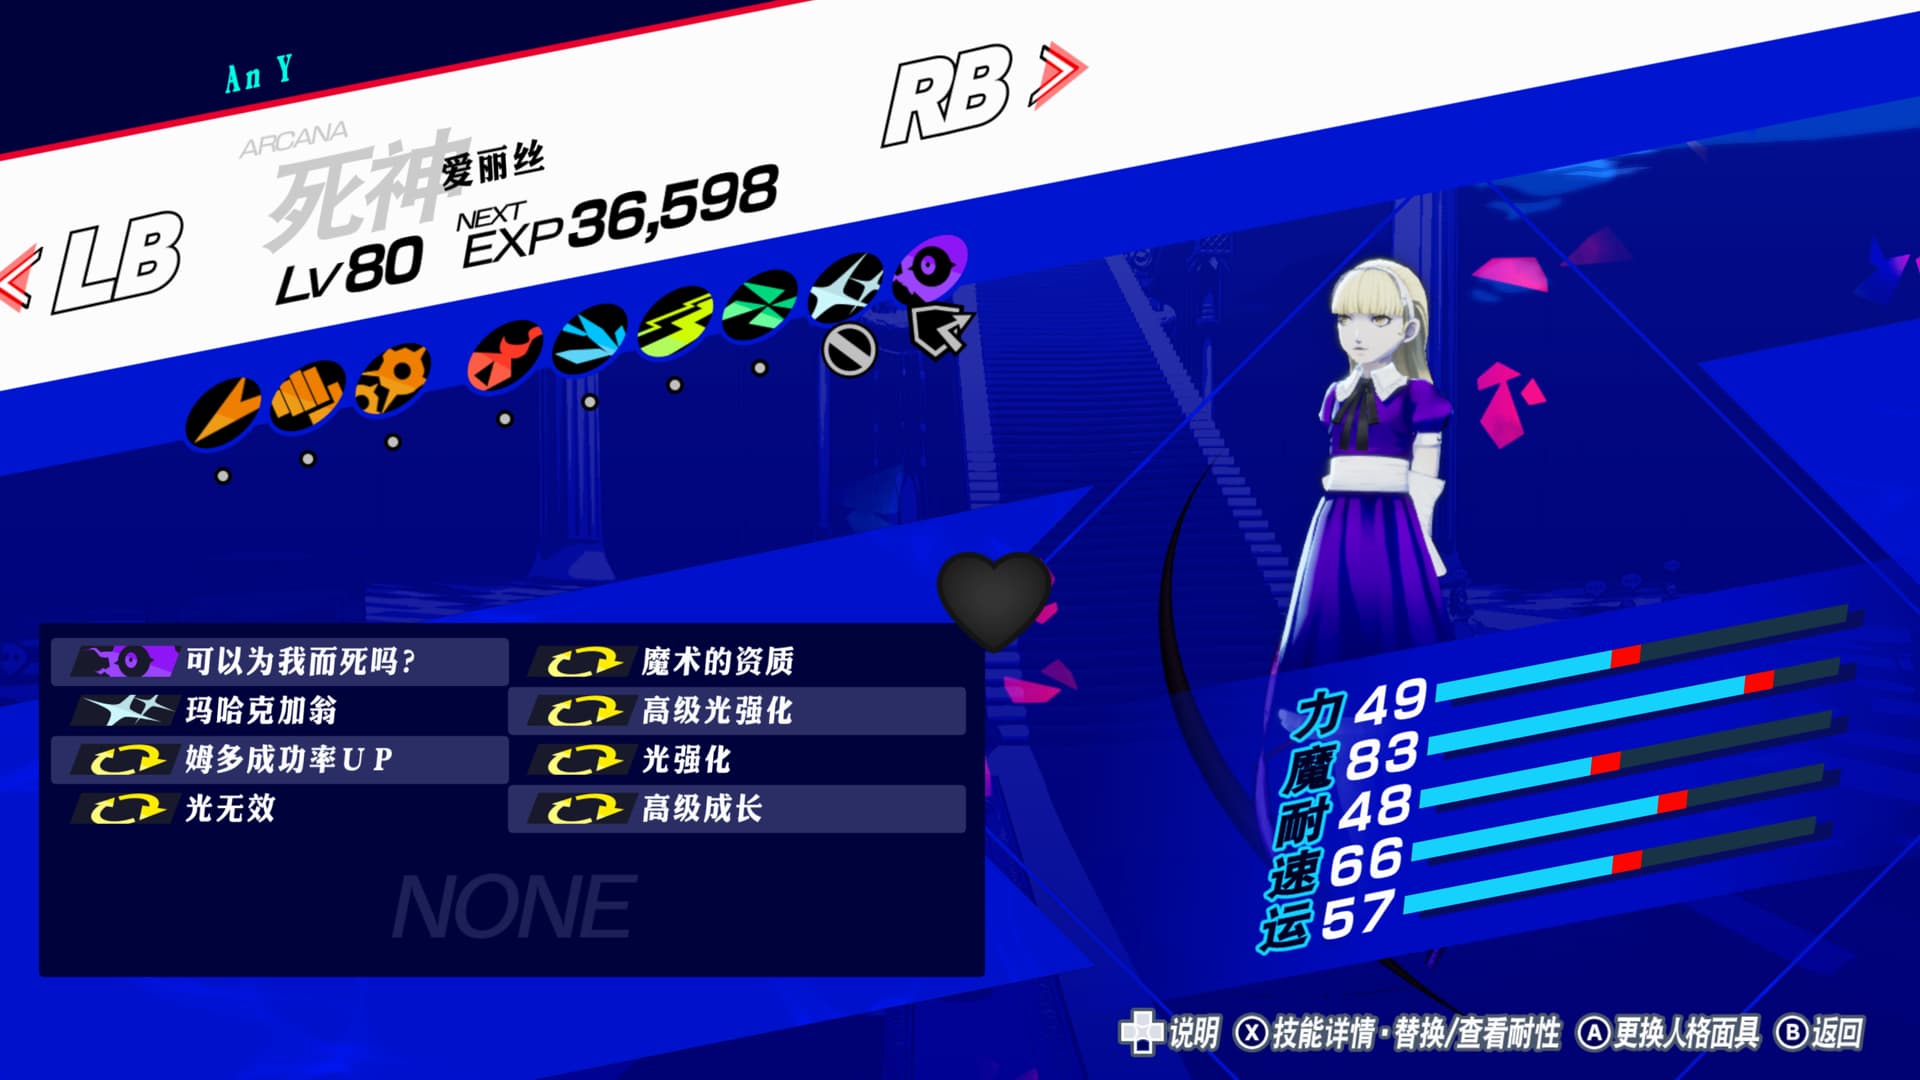 An Y
RB
ARCANA
死神
爱丽丝
LB
Lv80
NEXT
EXP 36,598
可以为我而死吗?
魔术的资质
玛哈克加翁
高级光强化
姆多成功率UP
光强化
光无效
高级成长
NONE
力 49
魔 83
耐 48
速 66
运 57
说明 X 技能详情·替换/查看耐性 A 更换人格面具 B 返回